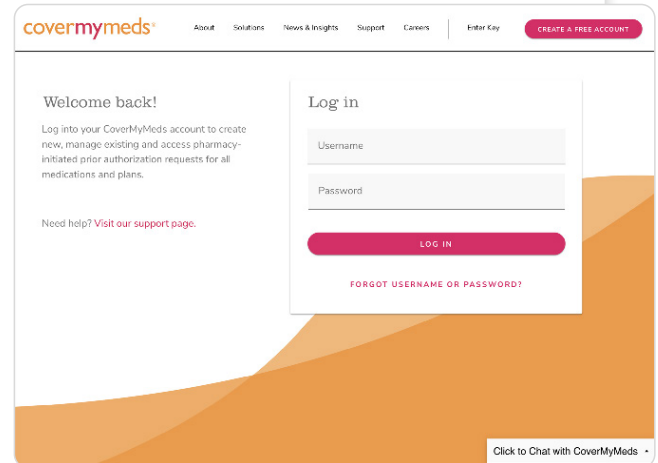 covermymeds®
About Solutions News & Insights Support Careers Enter Key CREATE A FREE ACCOUNT
Welcome back!
Log into your CoverMyMeds account to create
new, manage existing and access pharmacy-
initiated prior authorization requests for all
medications and plans.
Need help? Visit our support page.
Log in
Username
Password
LOG IN
FORGOT USERNAME OR PASSWORD?
Click to Chat with CoverMyMeds